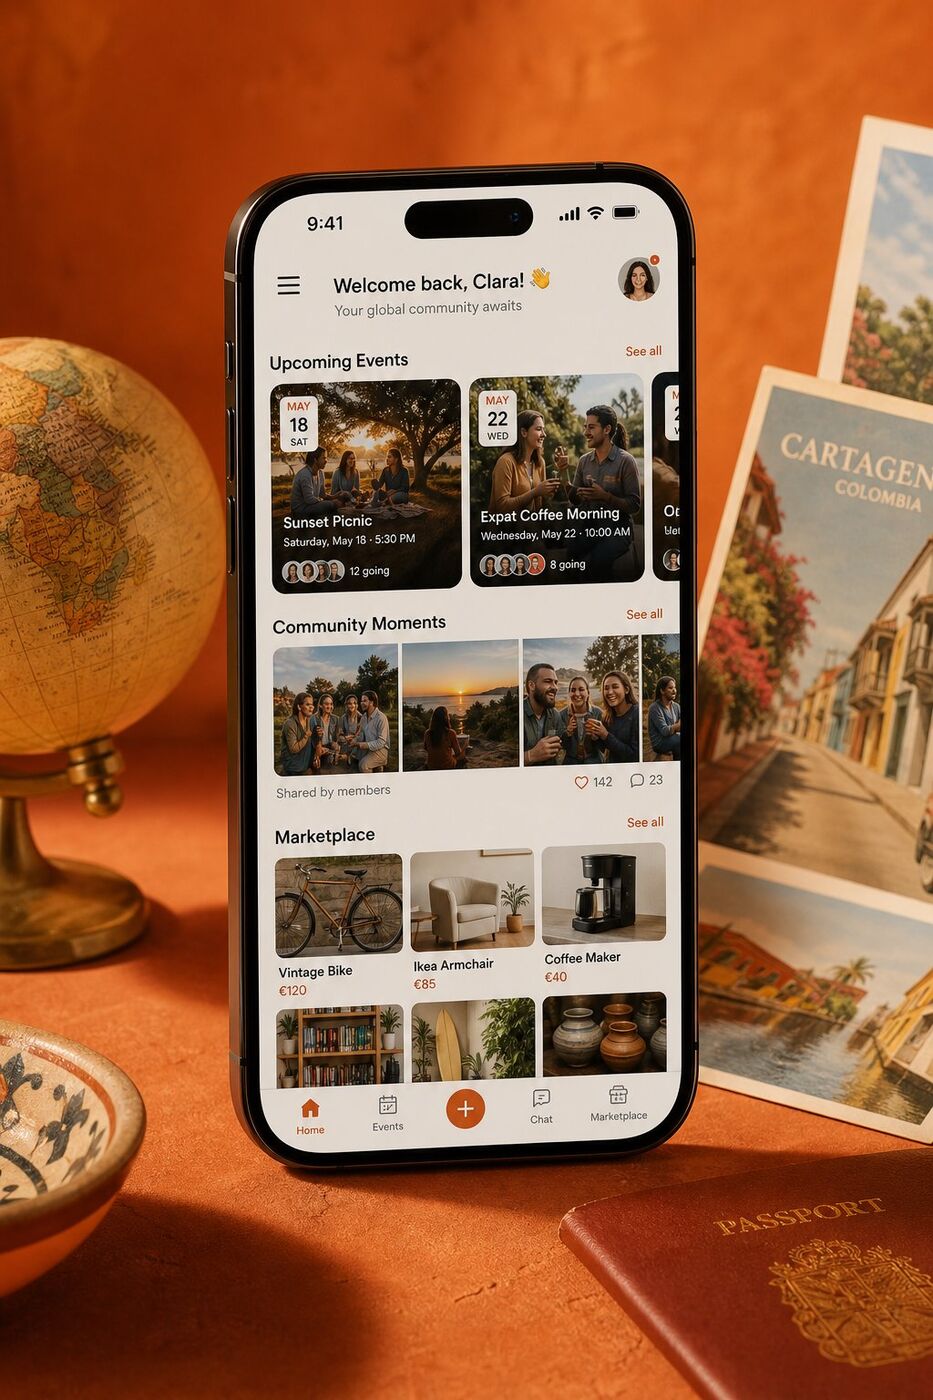 9:41
Welcome back, Clara! 👋
Your global community awaits
Upcoming Events
See all
MAY
18
SAT
Sunset Picnic
Saturday, May 18 · 5:30 PM
12 going
MAY
22
WED
Expat Coffee Morning
Wednesday, May 22 · 10:00 AM
8 going
Community Moments
See all
Shared by members
142
23
Marketplace
See all
Vintage Bike
€120
Ikea Armchair
€85
Coffee Maker
€40
Home
Events
Chat
Marketplace
CARTAGEN
COLOMBIA
PASSPORT